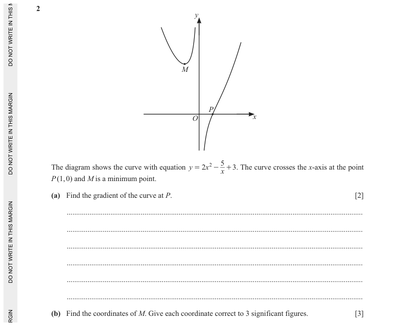 2
y
M
P
O
x
The diagram shows the curve with equation y = 2x² − 5/x + 3. The curve crosses the x-axis at the point
P(1, 0) and M is a minimum point.
(a) Find the gradient of the curve at P. [2]
(b) Find the coordinates of M. Give each coordinate correct to 3 significant figures. [3]
DO NOT WRITE IN THIS M
DO NOT WRITE IN THIS MARGIN
DO NOT WRITE IN THIS MARGIN
RGIN